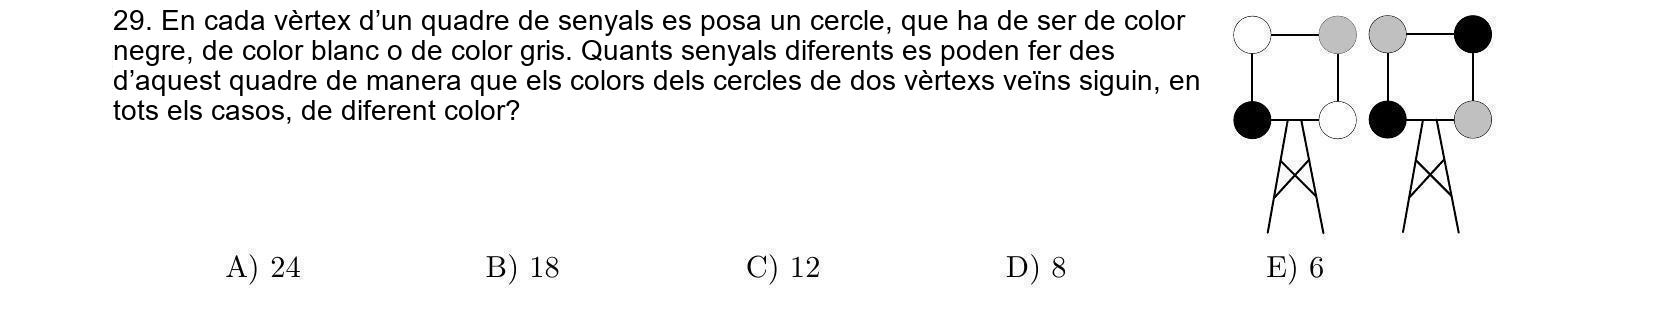 29. En cada vèrtex d’un quadre de senyals es posa un cercle, que ha de ser de color
negre, de color blanc o de color gris. Quants senyals diferents es poden fer des
d’aquest quadre de manera que els colors dels cercles de dos vèrtexs veïns siguin, en
tots els casos, de diferent color?
A) 24 B) 18 C) 12 D) 8 E) 6